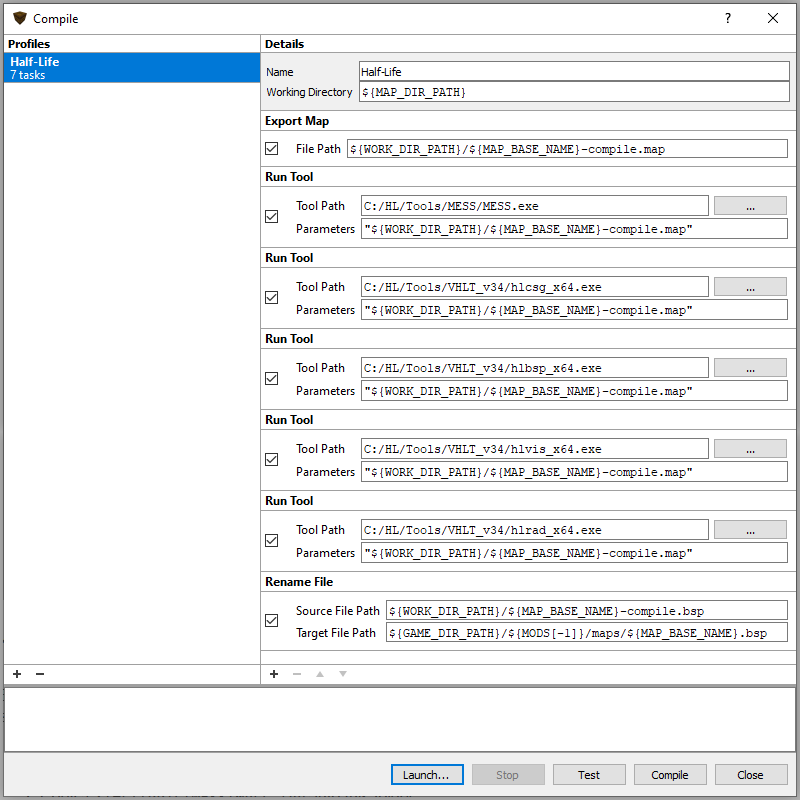 Compile
?
Profiles
Details
Half-Life
7 tasks
Name
Half-Life
Working Directory
${MAP_DIR_PATH}
Export Map
File Path
${WORK_DIR_PATH}/${MAP_BASE_NAME}-compile.map
Run Tool
Tool Path
C:/HL/Tools/MESS/MESS.exe
...
Parameters
"${WORK_DIR_PATH}/${MAP_BASE_NAME}-compile.map"
Run Tool
Tool Path
C:/HL/Tools/VHLT_v34/hlcsg_x64.exe
...
Parameters
"${WORK_DIR_PATH}/${MAP_BASE_NAME}-compile.map"
Run Tool
Tool Path
C:/HL/Tools/VHLT_v34/hlbsp_x64.exe
...
Parameters
"${WORK_DIR_PATH}/${MAP_BASE_NAME}-compile.map"
Run Tool
Tool Path
C:/HL/Tools/VHLT_v34/hlvis_x64.exe
...
Parameters
"${WORK_DIR_PATH}/${MAP_BASE_NAME}-compile.map"
Run Tool
Tool Path
C:/HL/Tools/VHLT_v34/hlrad_x64.exe
...
Parameters
"${WORK_DIR_PATH}/${MAP_BASE_NAME}-compile.map"
Rename File
Source File Path
${WORK_DIR_PATH}/${MAP_BASE_NAME}-compile.bsp
Target File Path
${GAME_DIR_PATH}/${MODS[-1]}/maps/${MAP_BASE_NAME}.bsp
Launch...
Stop
Test
Compile
Close